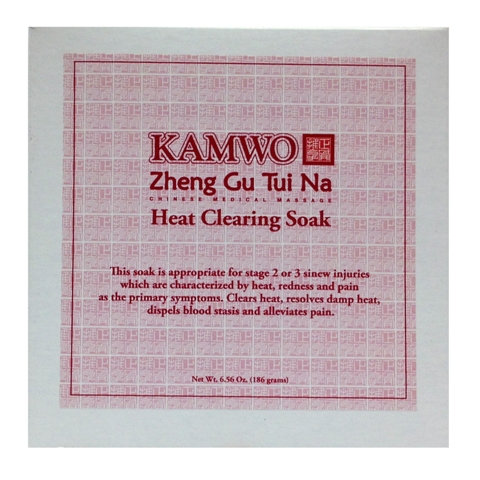 KAMWO
Zheng Gu Tui Na
CHINESE MEDICAL MASSAGE
Heat Clearing Soak
This soak is appropriate for stage 2 or 3 sinew injuries
which are characterized by heat, redness and pain
as the primary symptoms. Clears heat, resolves damp heat,
dispels blood stasis and alleviates pain.
Net Wt. 6.56 Oz. (186 grams)